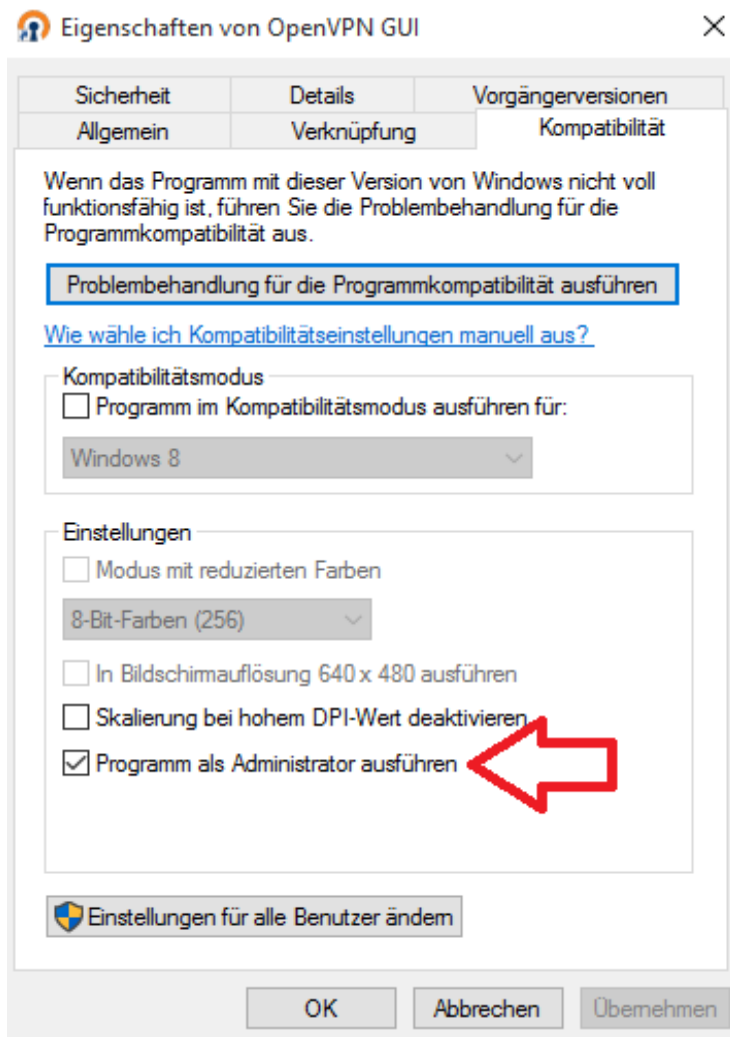 Eigenschaften von OpenVPN GUI
Sicherheit Details Vorgängerversionen
Allgemein Verknüpfung Kompatibilität
Wenn das Programm mit dieser Version von Windows nicht voll
funktionsfähig ist, führen Sie die Problembehandlung für die
Programmkompatibilität aus.
Problembehandlung für die Programmkompatibilität ausführen
Wie wähle ich Kompatibilitätseinstellungen manuell aus?
Kompatibilitätsmodus
Programm im Kompatibilitätsmodus ausführen für:
Windows 8
Einstellungen
Modus mit reduzierten Farben
8-Bit-Farben (256)
In Bildschirmauflösung 640 x 480 ausführen
Skalierung bei hohem DPI-Wert deaktivieren
Programm als Administrator ausführen
Einstellungen für alle Benutzer ändern
OK Abbrechen Übernehmen